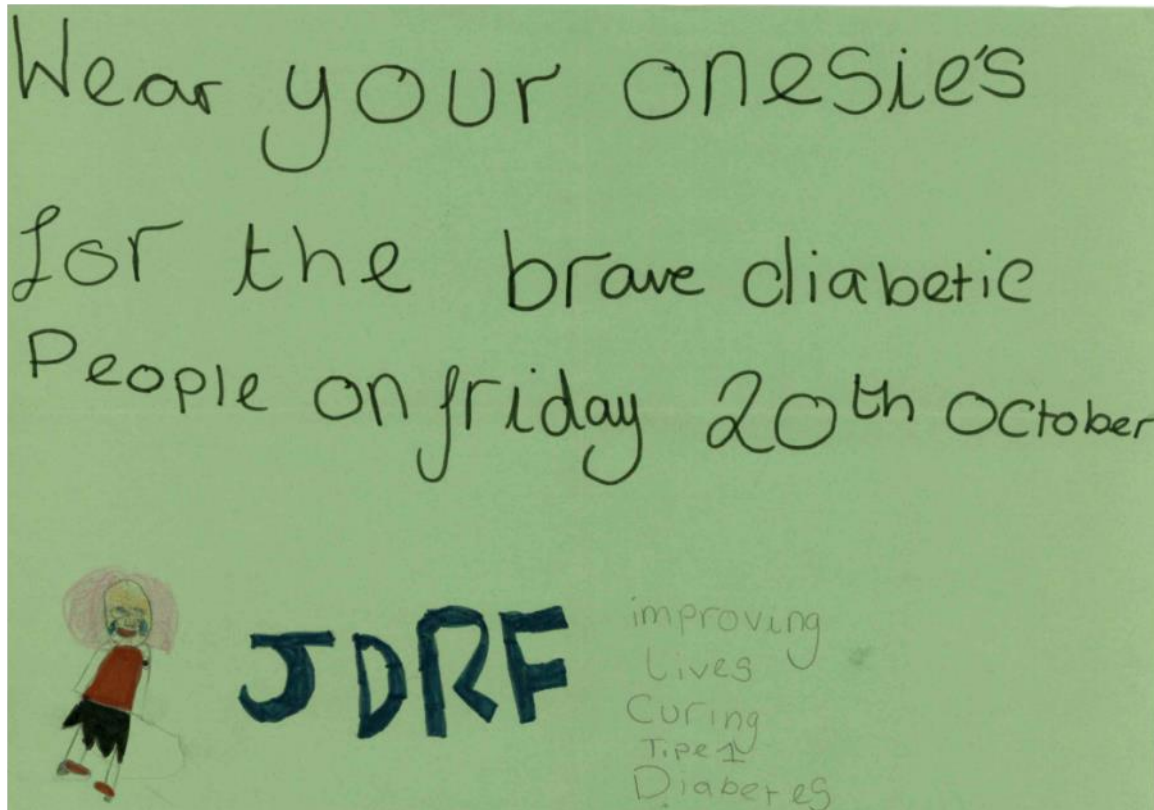 Wear your onesie's
for the brave diabetic
People on friday 20th October
JDRF
improving
Lives
Curing
Tipe 1
Diabetes